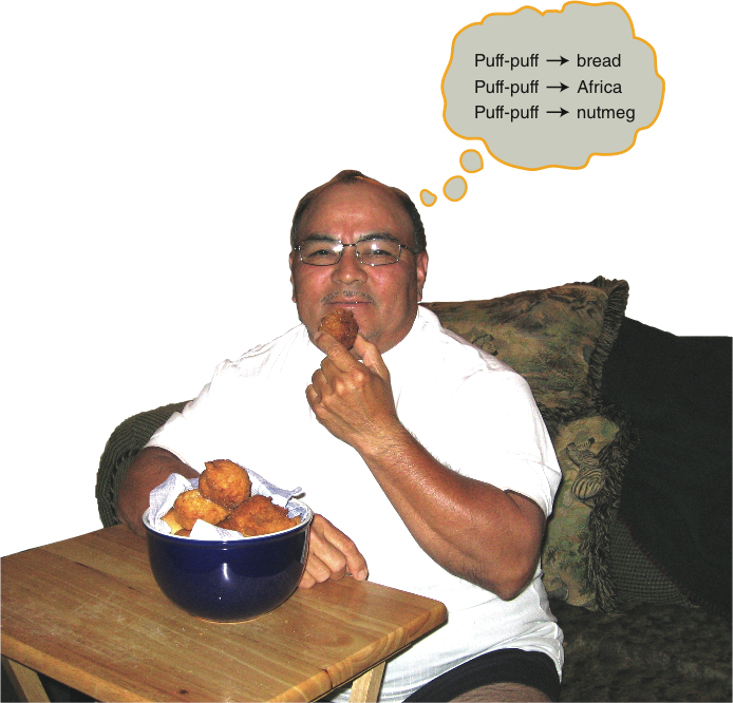 Puff-puff → bread
Puff-puff → Africa
Puff-puff → nutmeg